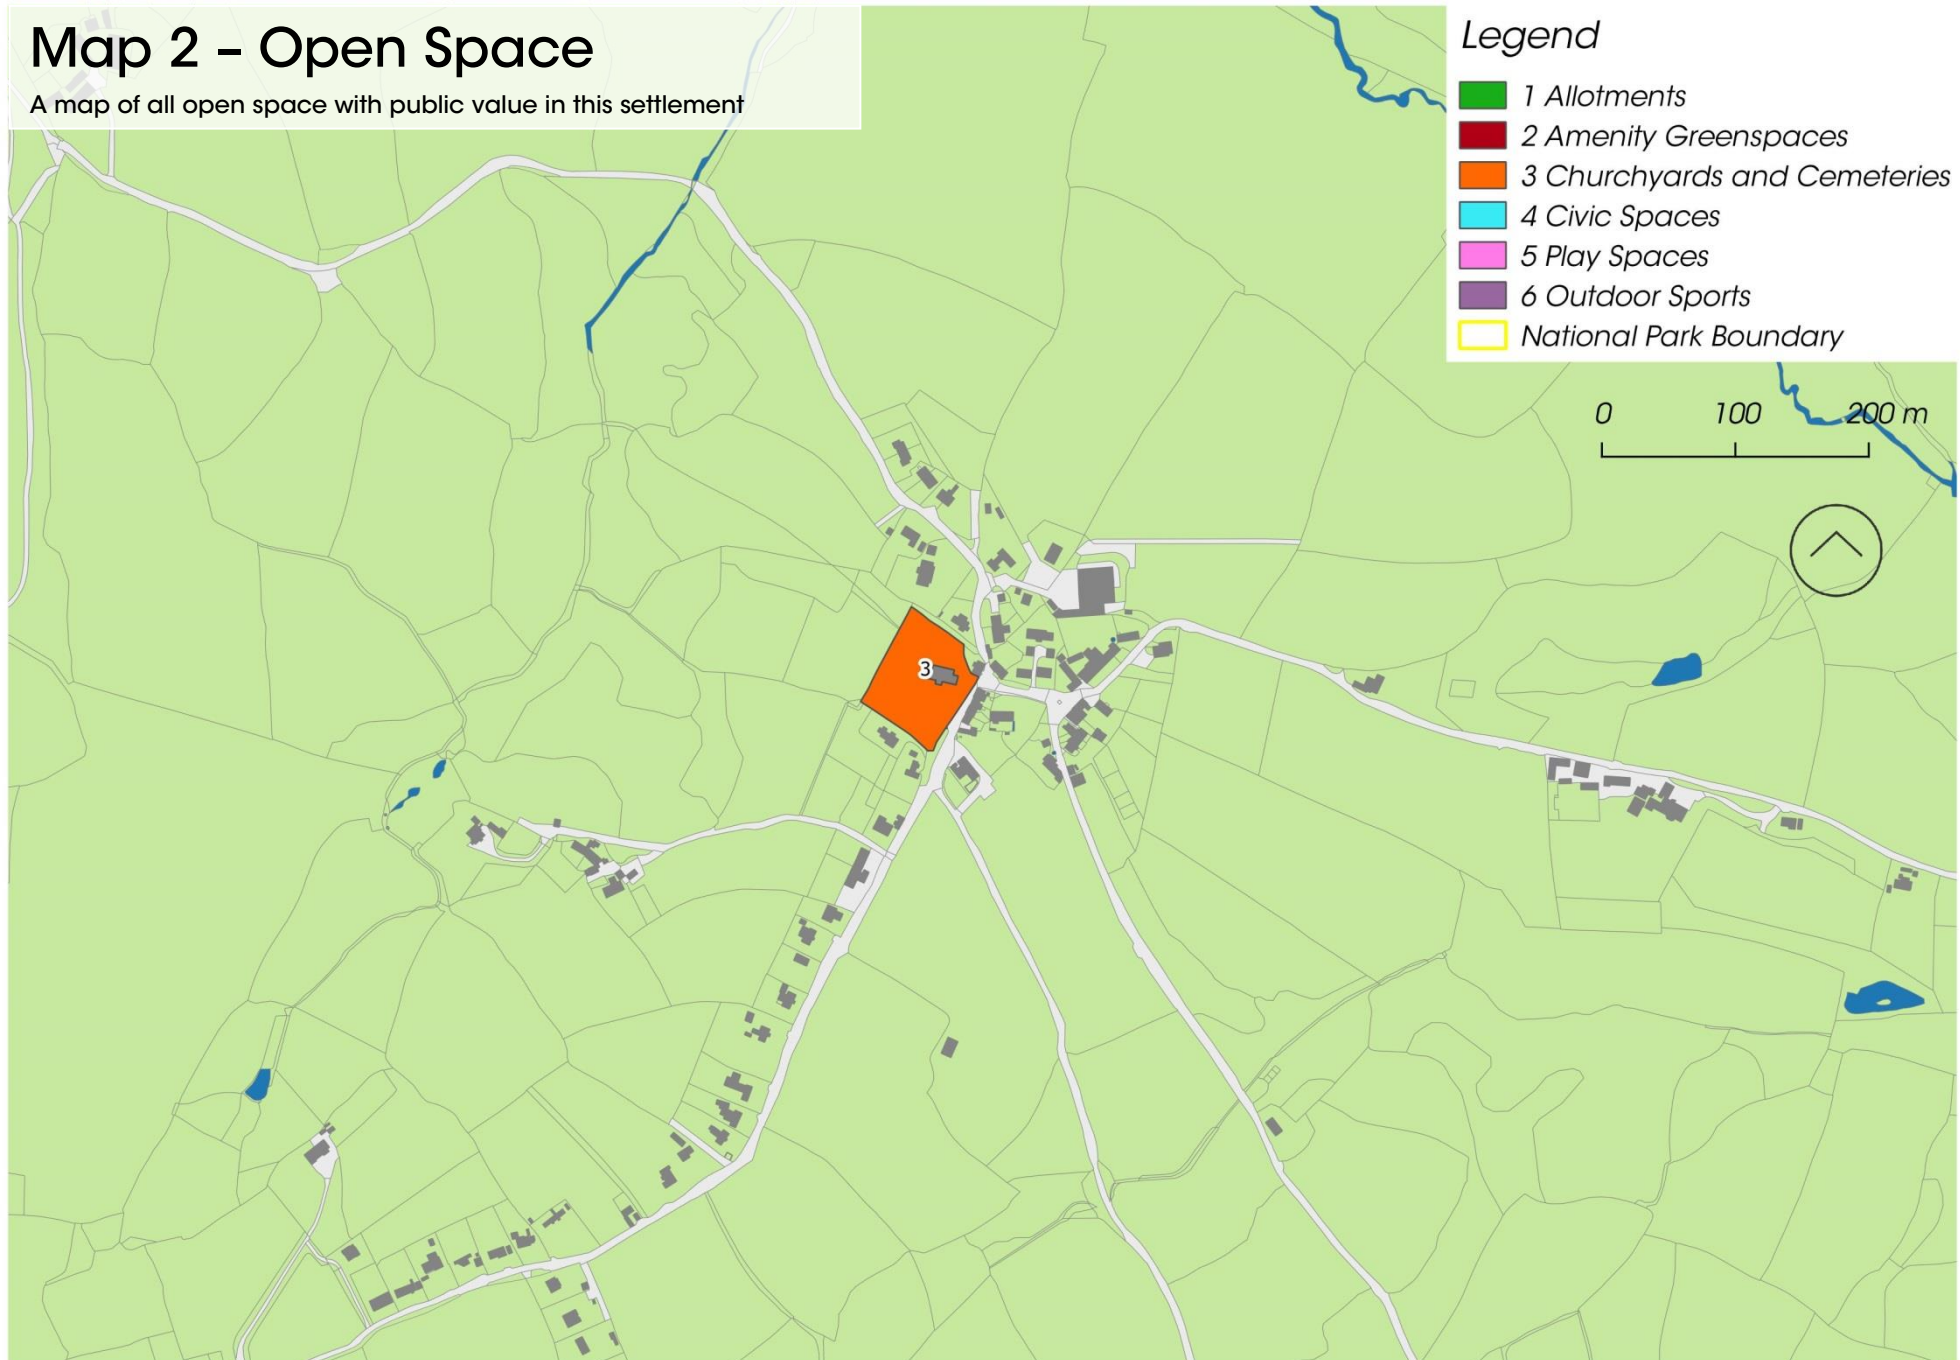 Map 2 – Open Space
A map of all open space with public value in this settlement
Legend
1 Allotments
2 Amenity Greenspaces
3 Churchyards and Cemeteries
4 Civic Spaces
5 Play Spaces
6 Outdoor Sports
National Park Boundary
0 100 200 m
3